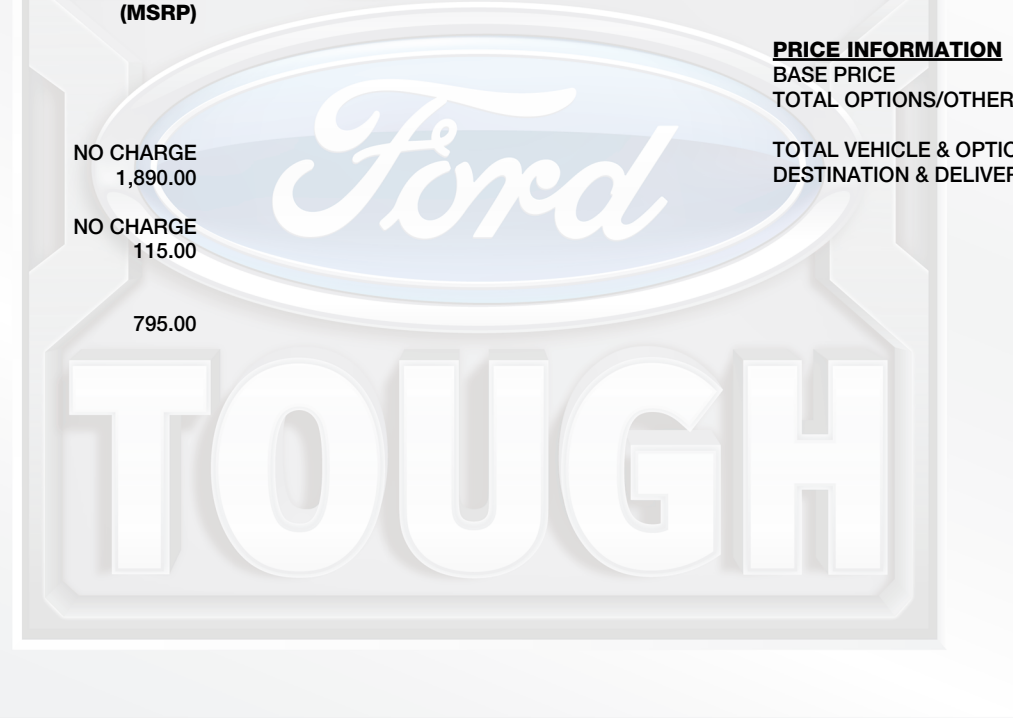 (MSRP)
NO CHARGE
1,890.00
NO CHARGE
115.00
795.00
PRICE INFORMATION
BASE PRICE
TOTAL OPTIONS/OTHER
TOTAL VEHICLE & OPTIO
DESTINATION & DELIVER
Ford
TOUGH